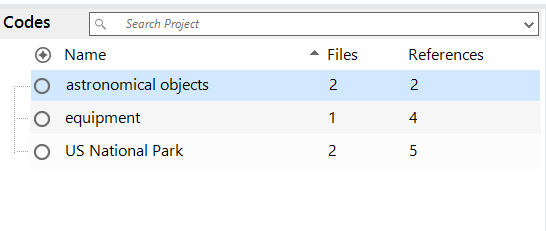 Codes Search Project
Name Files References
astronomical objects 2 2
equipment 1 4
US National Park 2 5